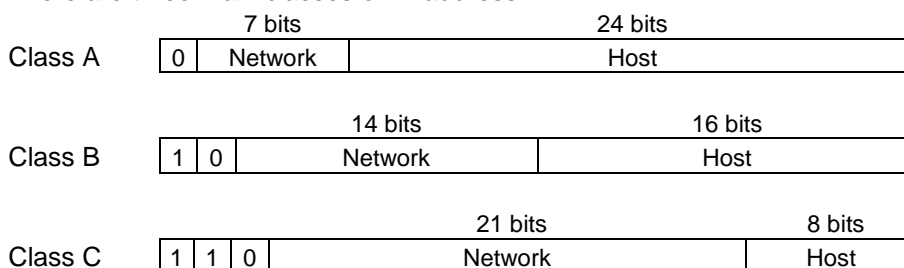 7 bits 24 bits
Class A 0 Network Host
14 bits 16 bits
Class B 1 0 Network Host
21 bits 8 bits
Class C 1 1 0 Network Host